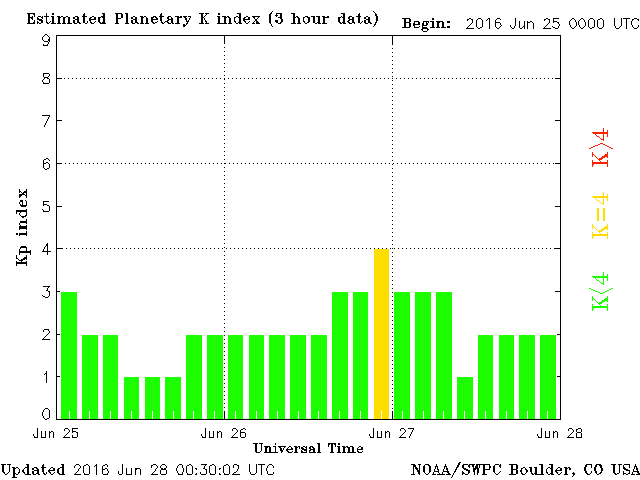 Estimated Planetary K index (3 hour data) Begin: 2016 Jun 25 0000 UTC
9
8
7
6
5
4
3
2
1
0
Kp index
K>4
K=4
K<4
Jun 25 Jun 26 Jun 27 Jun 28
Universal Time
Updated 2016 Jun 28 00:30:02 UTC NOAA/SWPC Boulder, CO USA